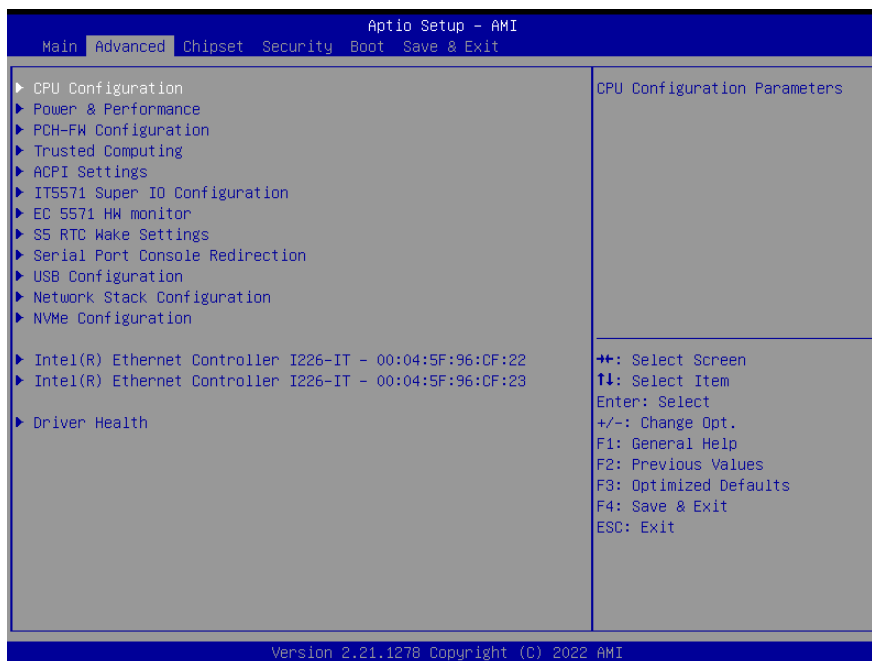 Aptio Setup – AMI
Main Advanced Chipset Security Boot Save & Exit
▶ CPU Configuration
▶ Power & Performance
▶ PCH-FW Configuration
▶ Trusted Computing
▶ ACPI Settings
▶ IT5571 Super IO Configuration
▶ EC 5571 HW monitor
▶ S5 RTC Wake Settings
▶ Serial Port Console Redirection
▶ USB Configuration
▶ Network Stack Configuration
▶ NVMe Configuration
▶ Intel(R) Ethernet Controller I226-IT - 00:04:5F:96:CF:22
▶ Intel(R) Ethernet Controller I226-IT - 00:04:5F:96:CF:23
▶ Driver Health
CPU Configuration Parameters
→←: Select Screen
↑↓: Select Item
Enter: Select
+/-: Change Opt.
F1: General Help
F2: Previous Values
F3: Optimized Defaults
F4: Save & Exit
ESC: Exit
Version 2.21.1278 Copyright (C) 2022 AMI